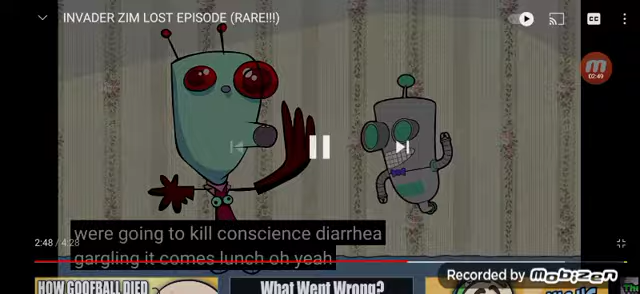 INVADER ZIM LOST EPISODE (RARE!!!)
CC
02:49
were going to kill conscience diarrhea
gargling it comes lunch oh yeah
2:48 / 4:28
Recorded by mobizen
HOW GOOFBALL DIED
What Went Wrong?